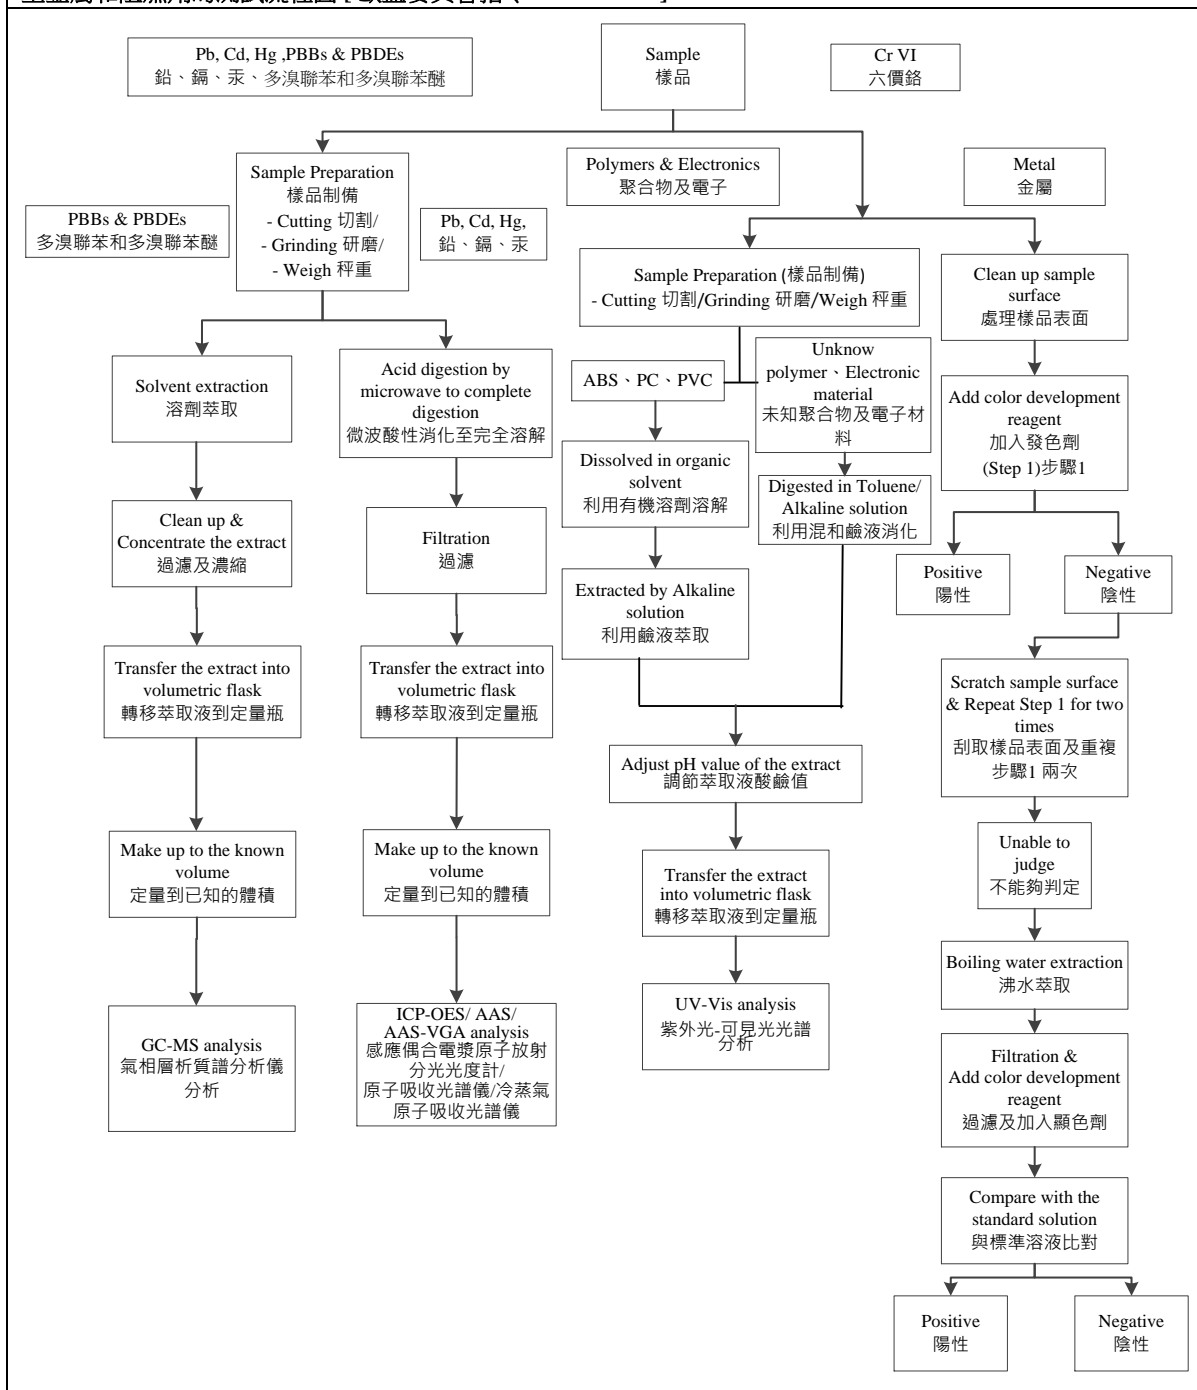 Pb, Cd, Hg ,PBBs & PBDEs
鉛、鎘、汞、多溴聯苯和多溴聯苯醚
Sample
樣品
Cr VI
六價鉻
Sample Preparation
樣品制備
- Cutting 切割/
- Grinding 研磨/
- Weigh 秤重
Polymers & Electronics
聚合物及電子
Metal
金屬
PBBs & PBDEs
多溴聯苯和多溴聯苯醚
Pb, Cd, Hg,
鉛、鎘、汞
Sample Preparation (樣品制備)
- Cutting 切割/Grinding 研磨/Weigh 秤重
Clean up sample
surface
處理樣品表面
Solvent extraction
溶劑萃取
Acid digestion by
microwave to complete
digestion
微波酸性消化至完全溶解
ABS、PC、PVC
Unknow
polymer、Electronic
material
未知聚合物及電子材
料
Add color development
reagent
加入發色劑
(Step 1)步驟1
Dissolved in organic
solvent
利用有機溶劑溶解
Digested in Toluene/
Alkaline solution
利用混和鹼液消化
Clean up &
Concentrate the extract
過濾及濃縮
Filtration
過濾
Positive
陽性
Negative
陰性
Extracted by Alkaline
solution
利用鹼液萃取
Transfer the extract into
volumetric flask
轉移萃取液到定量瓶
Transfer the extract into
volumetric flask
轉移萃取液到定量瓶
Scratch sample surface
& Repeat Step 1 for two
times
刮取樣品表面及重複
步驟1 兩次
Adjust pH value of the extract
調節萃取液酸鹼值
Make up to the known
volume
定量到已知的體積
Make up to the known
volume
定量到已知的體積
Unable to
judge
不能夠判定
Transfer the extract
into volumetric flask
轉移萃取液到定量瓶
Boiling water extraction
沸水萃取
GC-MS analysis
氣相層析質譜分析儀
分析
ICP-OES/ AAS/
AAS-VGA analysis
感應偶合電漿原子放射
分光光度計/
原子吸收光譜儀/冷蒸氣
原子吸收光譜儀
UV-Vis analysis
紫外光-可見光光譜
分析
Filtration &
Add color development
reagent
過濾及加入顯色劑
Compare with the
standard solution
與標準溶液比對
Positive
陽性
Negative
陰性